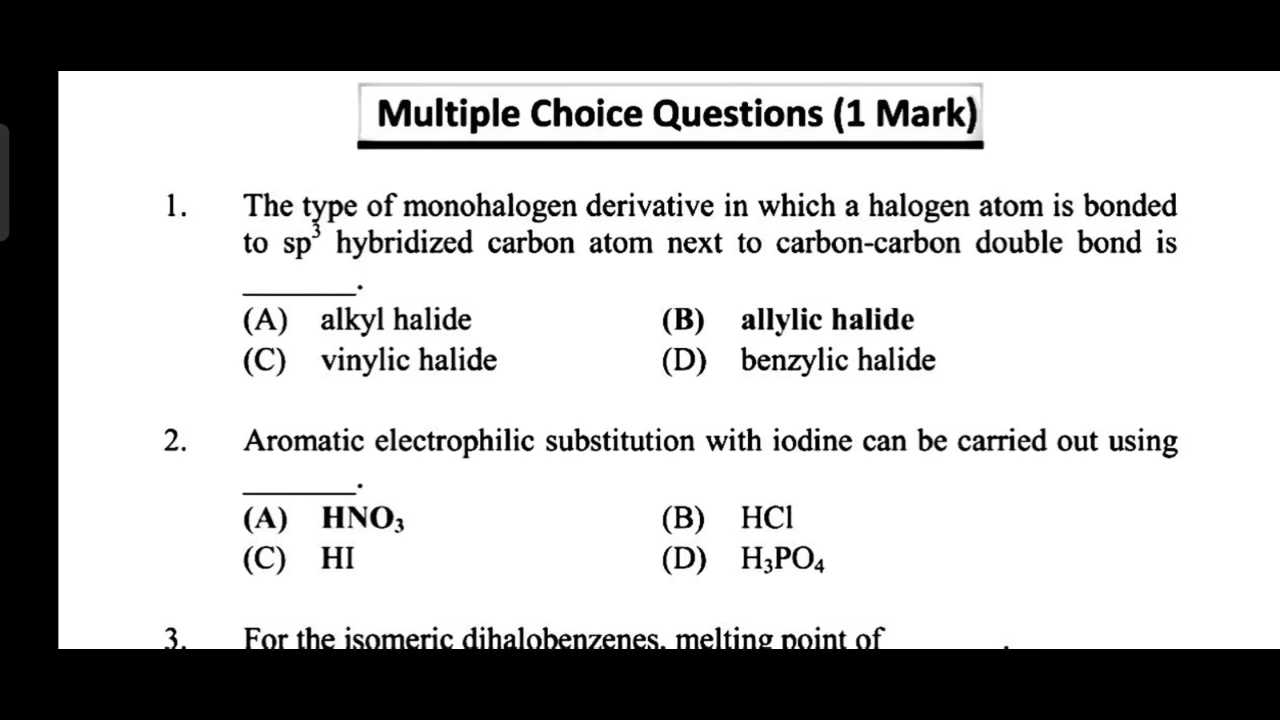 Multiple Choice Questions (1 Mark)
1. The type of monohalogen derivative in which a halogen atom is bonded
to sp³ hybridized carbon atom next to carbon-carbon double bond is
_______.
(A) alkyl halide (B) allylic halide
(C) vinylic halide (D) benzylic halide
2. Aromatic electrophilic substitution with iodine can be carried out using
_______.
(A) HNO₃ (B) HCl
(C) HI (D) H₃PO₄
3. For the isomeric dihalobenzenes, melting point of _______.